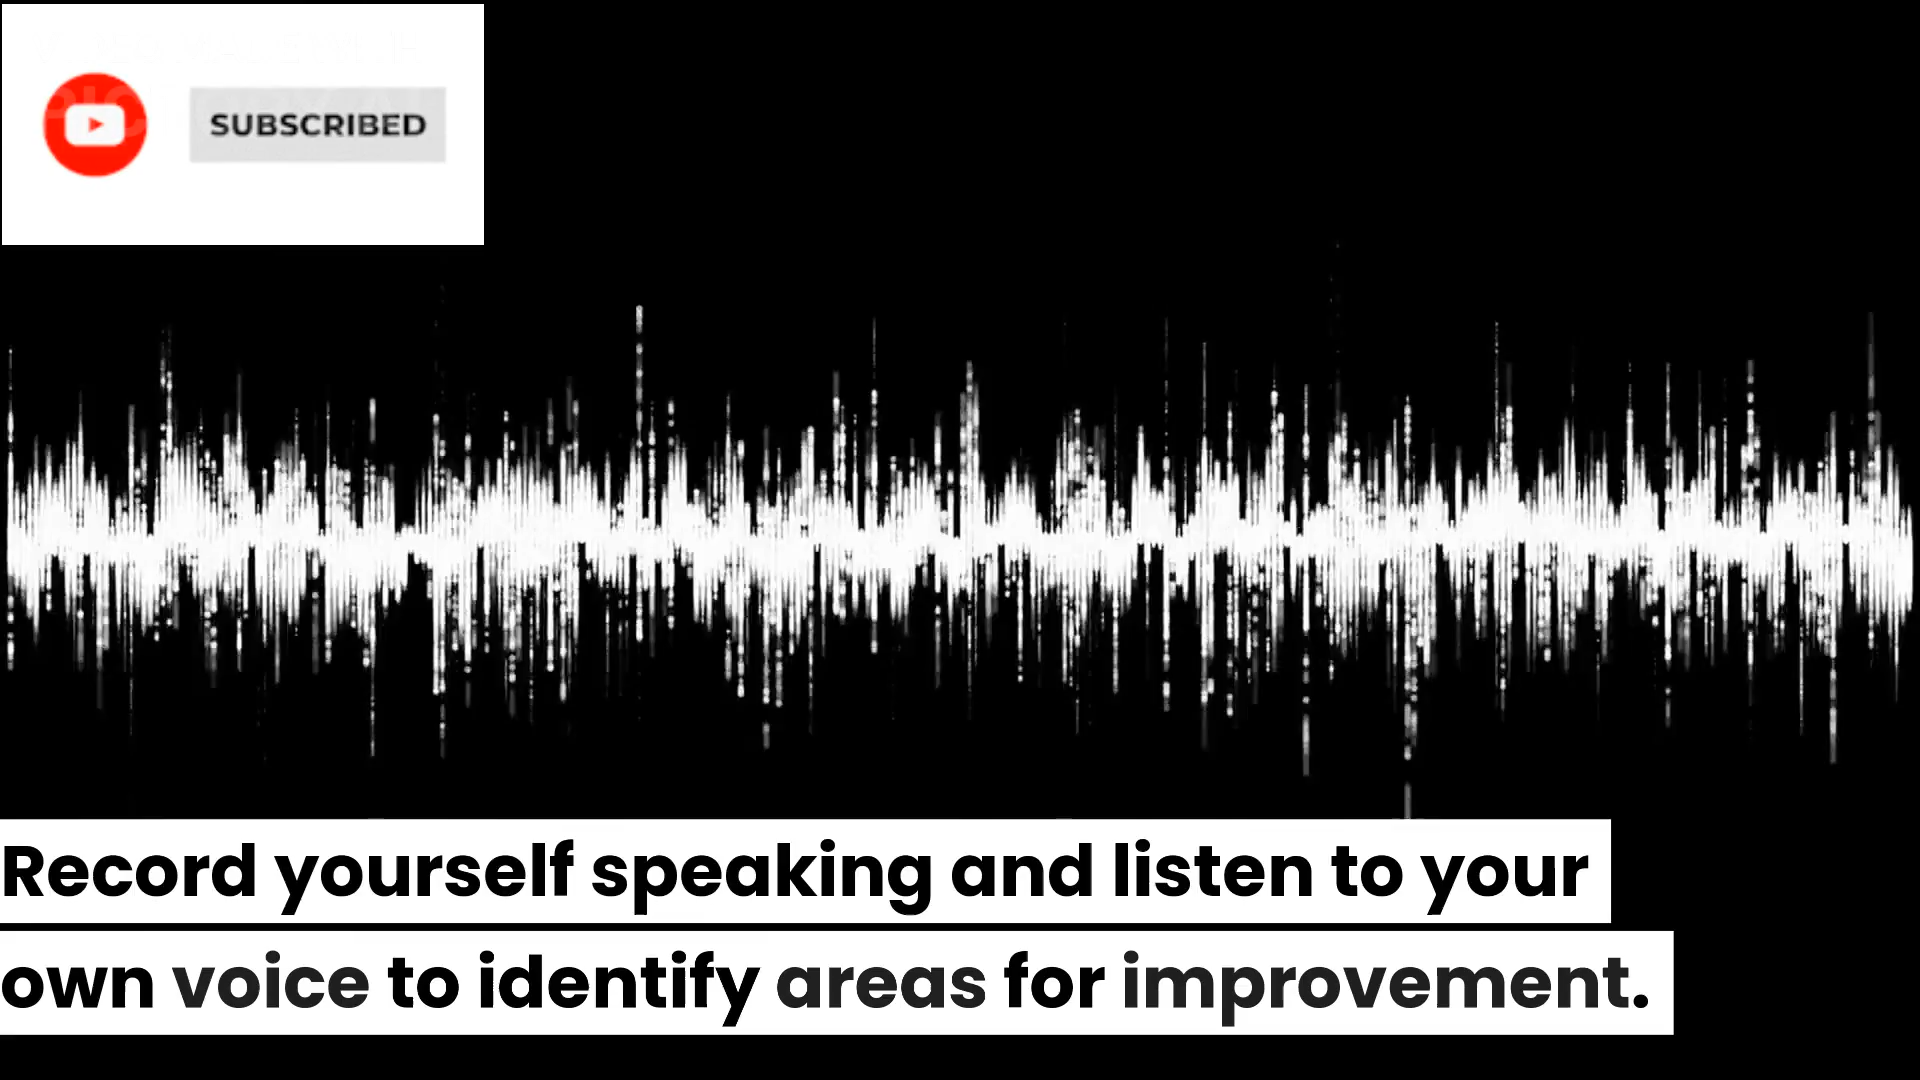 SUBSCRIBED
Record yourself speaking and listen to your
own voice to identify areas for improvement.